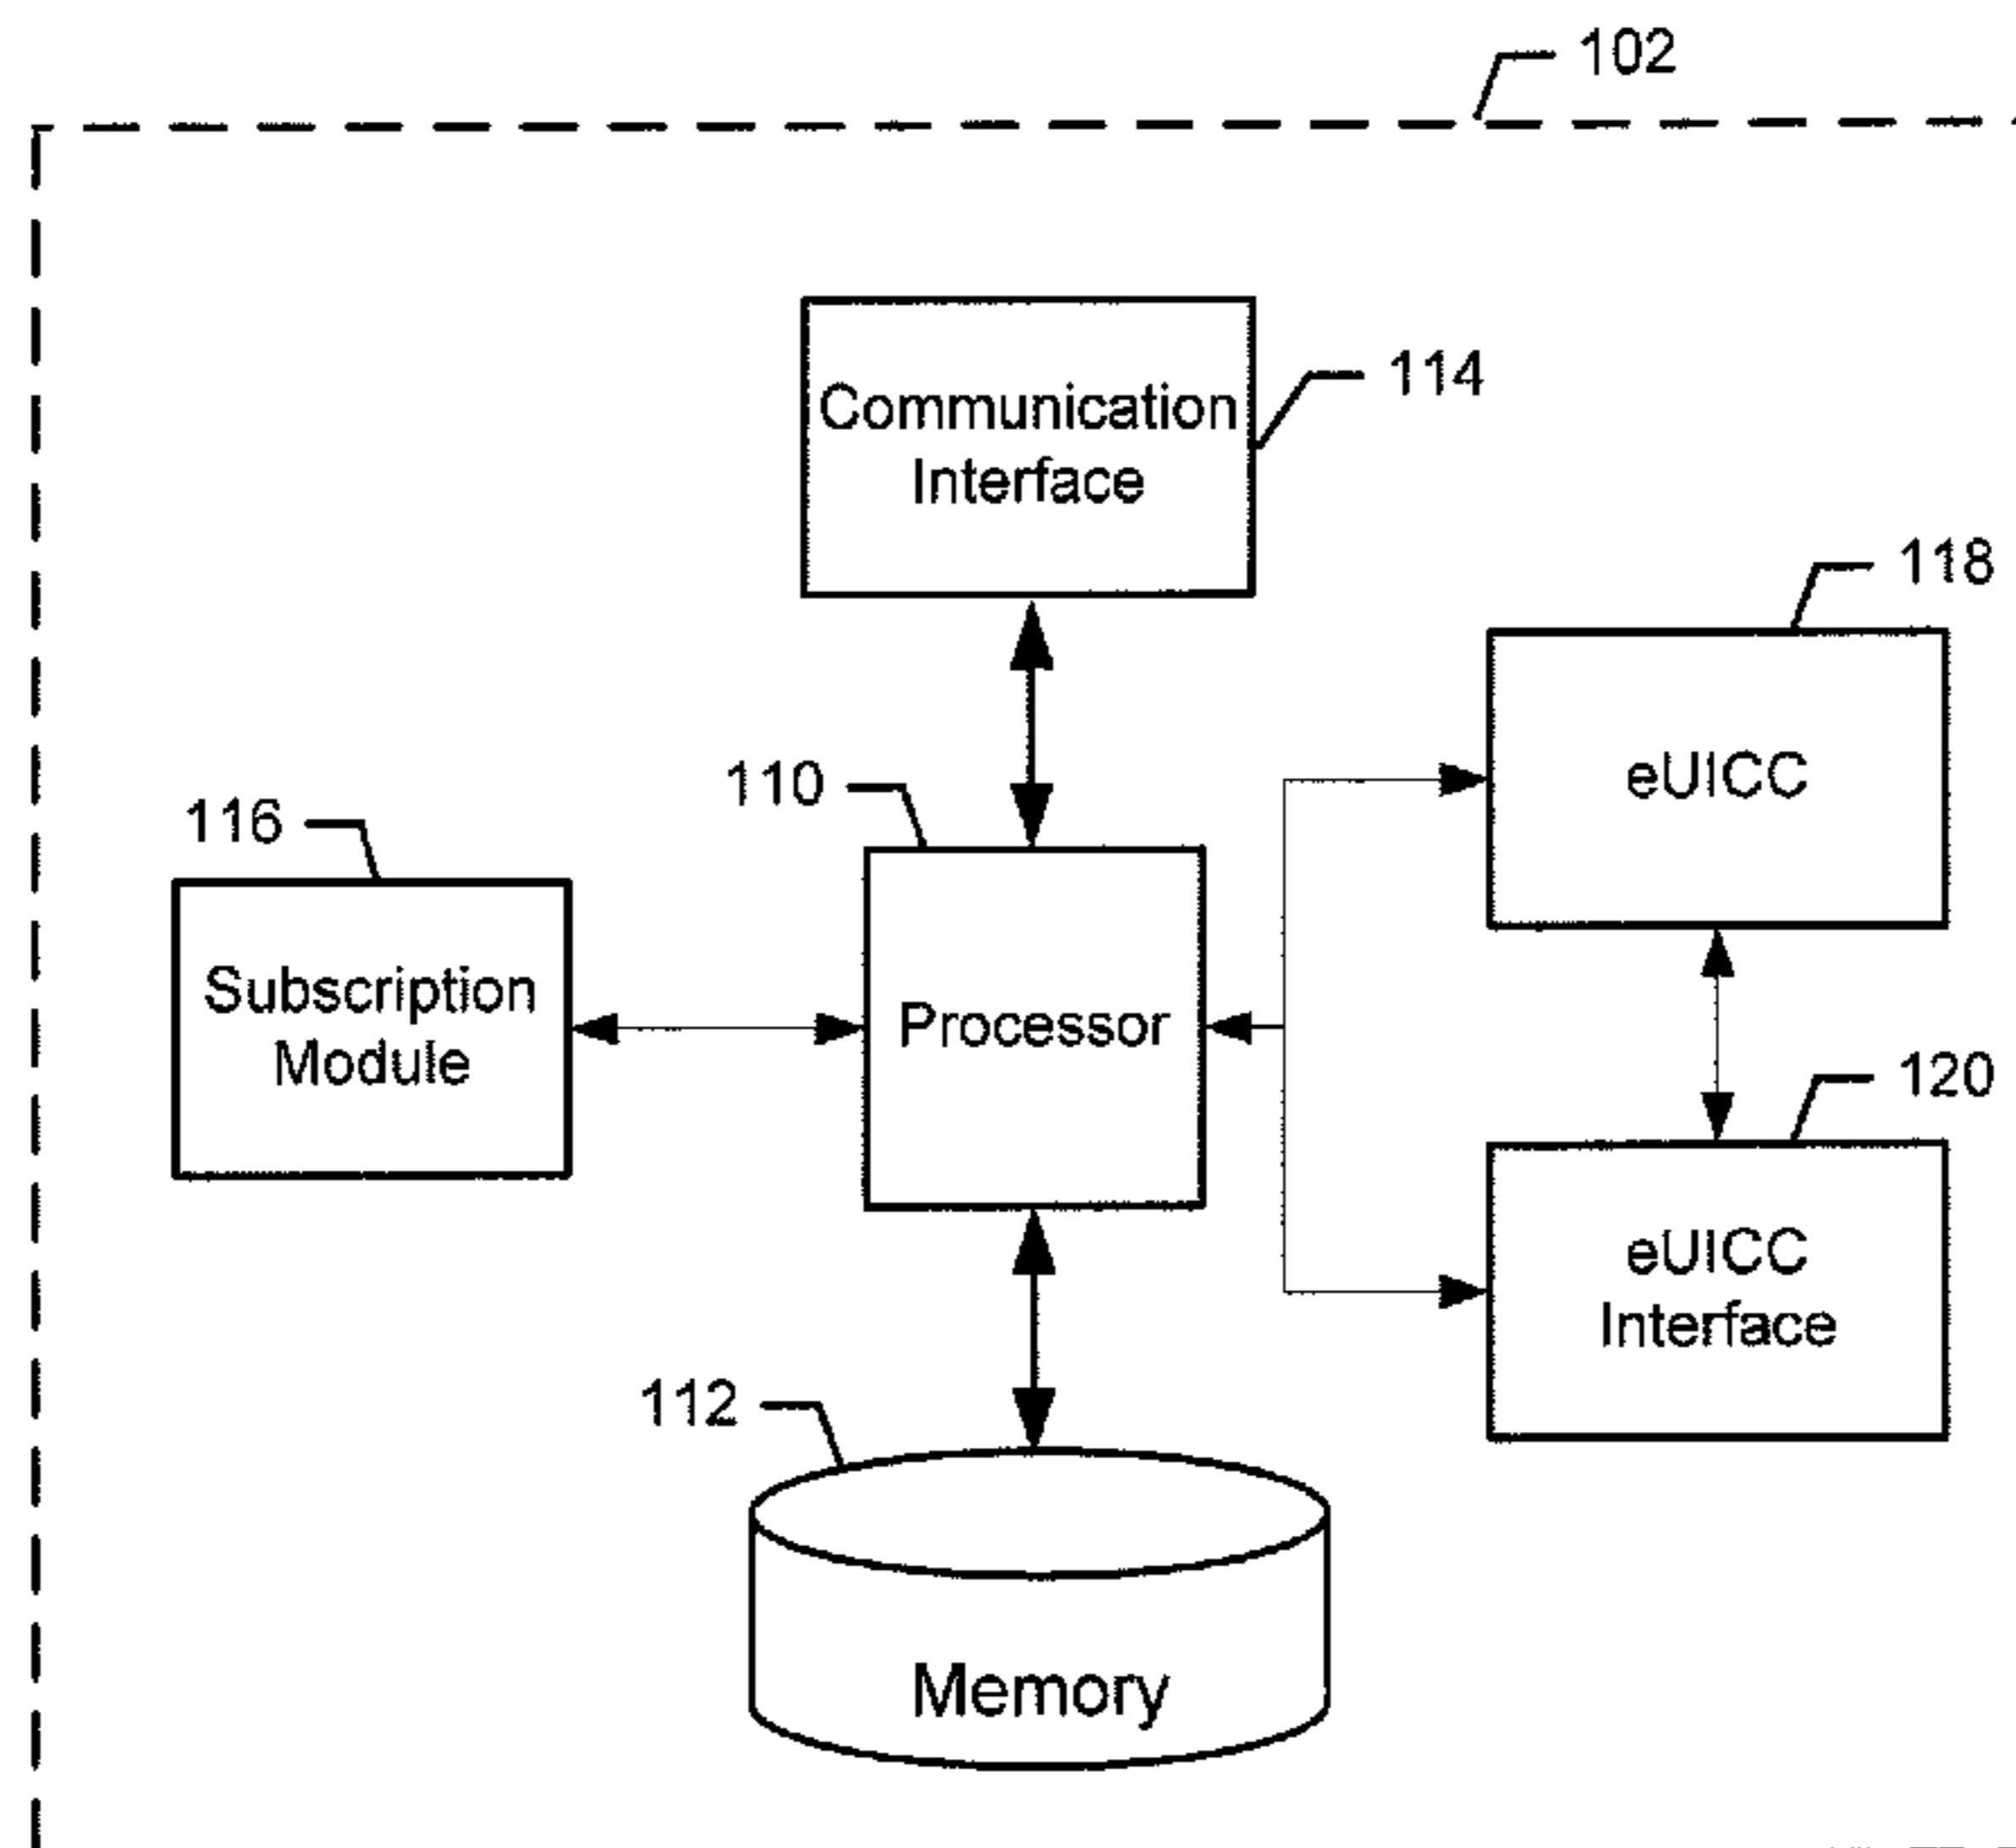 102
Communication
Interface
114
118
eUICC
110
116
Subscription
Module
Processor
120
eUICC
Interface
112
Memory